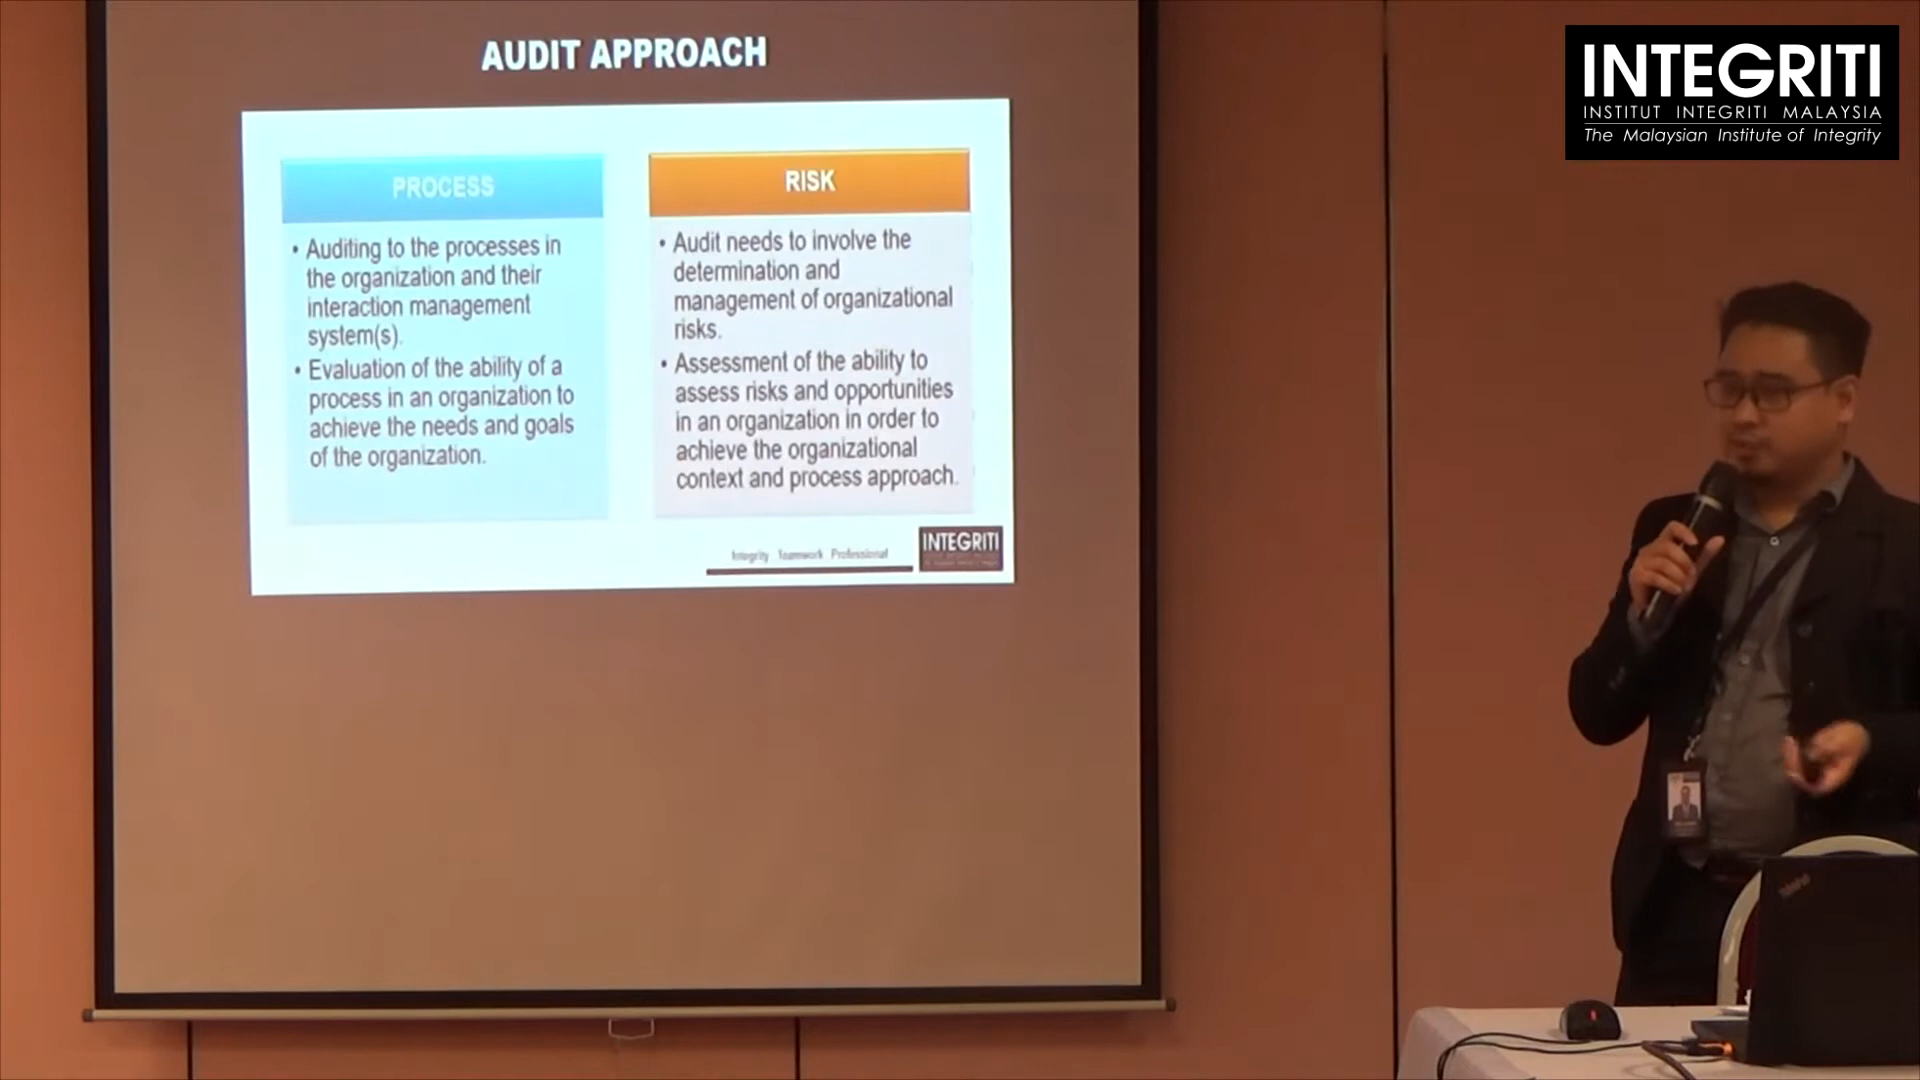 AUDIT APPROACH
PROCESS
• Auditing to the processes in
the organization and their
interaction management
system(s).
• Evaluation of the ability of a
process in an organization to
achieve the needs and goals
of the organization.
RISK
• Audit needs to involve the
determination and
management of organizational
risks.
• Assessment of the ability to
assess risks and opportunities
in an organization in order to
achieve the organizational
context and process approach.
Integrity Teamwork Professional
INTEGRITI
INTEGRITI
INSTITUT INTEGRITI MALAYSIA
The Malaysian Institute of Integrity
ThinkPad